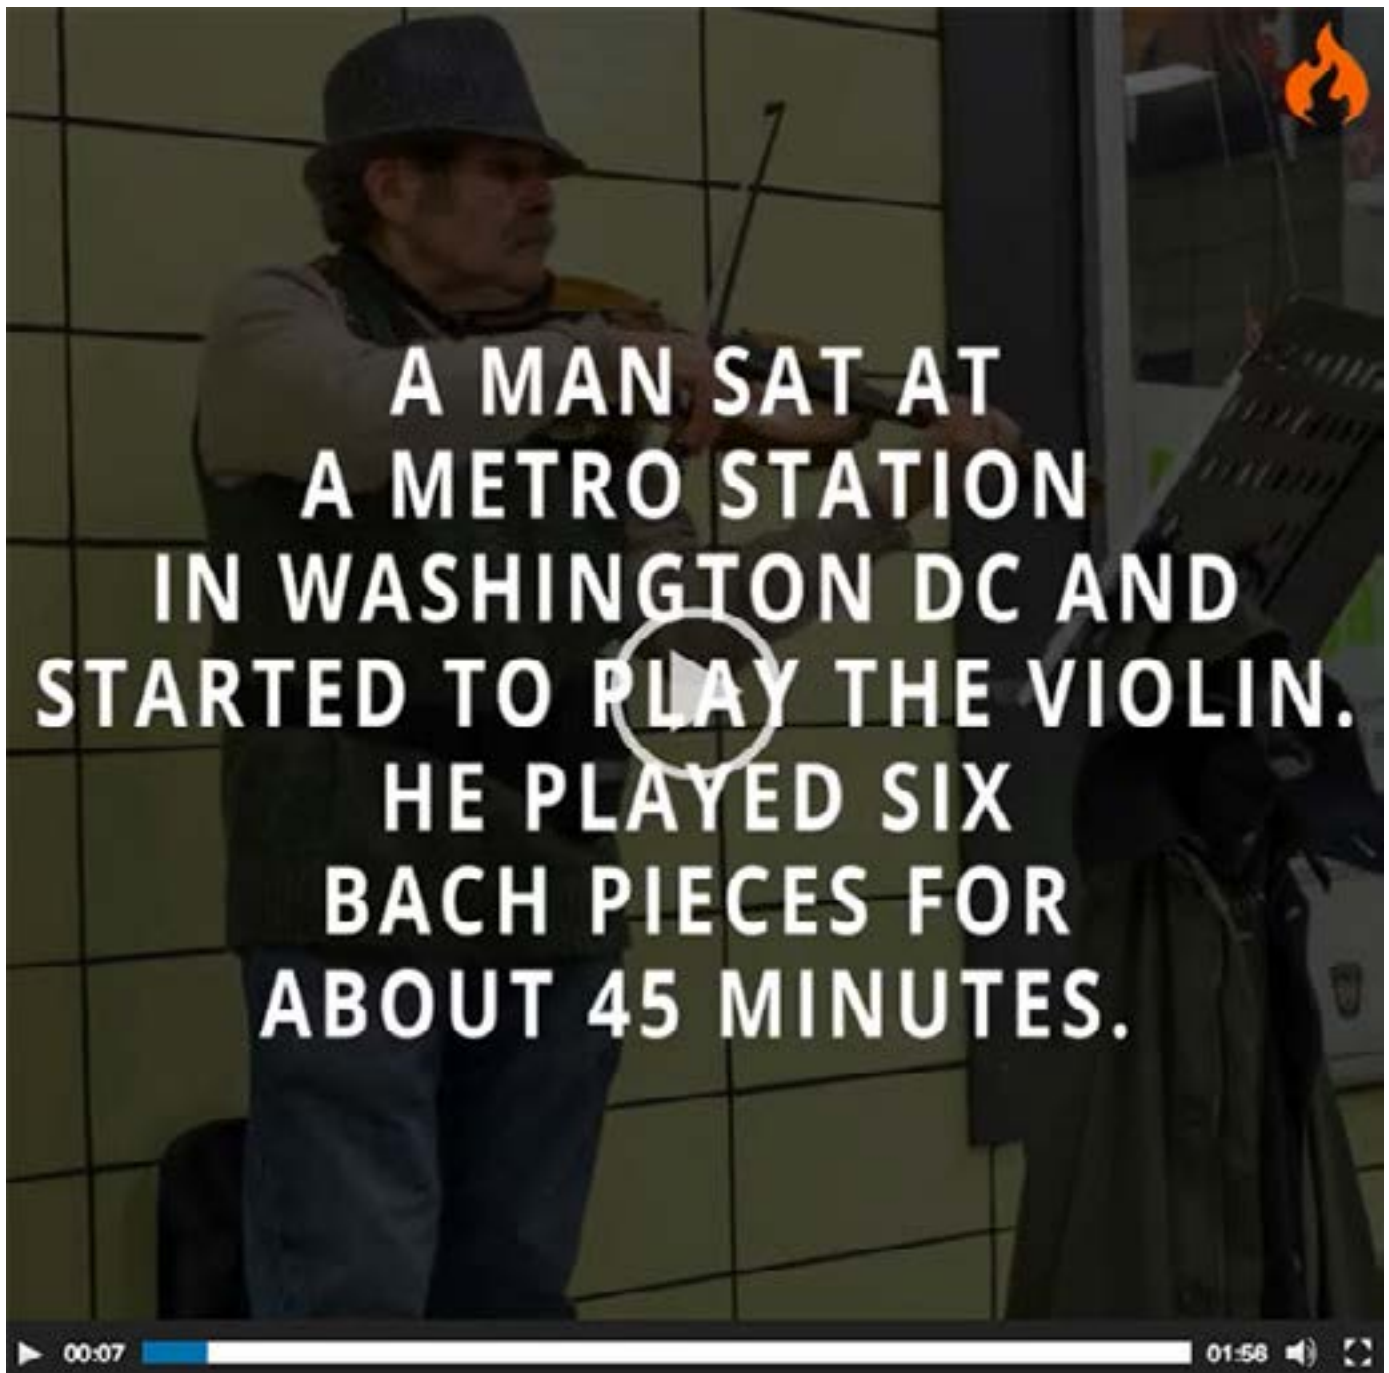 A MAN SAT AT
A METRO STATION
IN WASHINGTON DC AND
STARTED TO PLAY THE VIOLIN.
HE PLAYED SIX
BACH PIECES FOR
ABOUT 45 MINUTES.
00:07 01:56